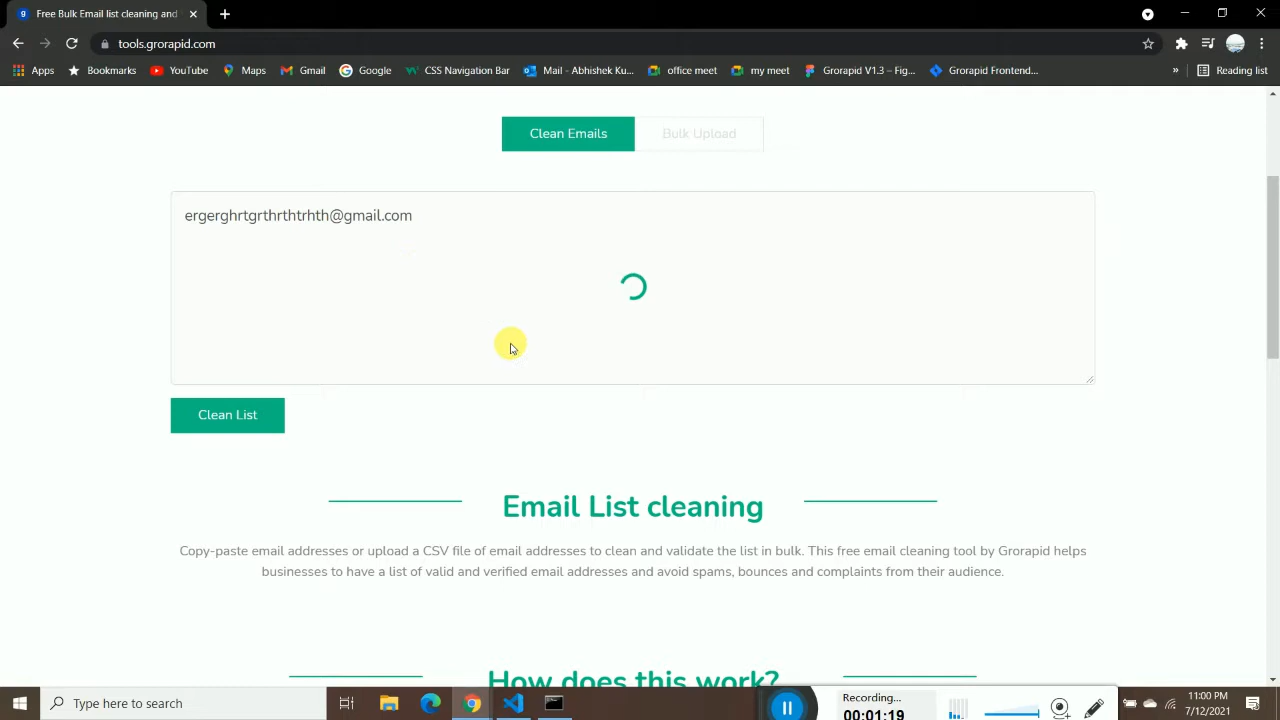 Free Bulk Email list cleaning and
tools.grorapid.com
Apps
Bookmarks
YouTube
Maps
Gmail
Google
CSS Navigation Bar
Mail - Abhishek Ku...
office meet
my meet
Grorapid V1.3 – Fig...
Grorapid Frontend...
»
Reading list
Clean Emails
Bulk Upload
ergerghrtgrthrthtrhth@gmail.com
Clean List
Email List cleaning
Copy-paste email addresses or upload a CSV file of email addresses to clean and validate the list in bulk. This free email cleaning tool by Grorapid helps
businesses to have a list of valid and verified email addresses and avoid spams, bounces and complaints from their audience.
How does this work?
Type here to search
Recording...
00:01:19
11:00 PM
7/12/2021